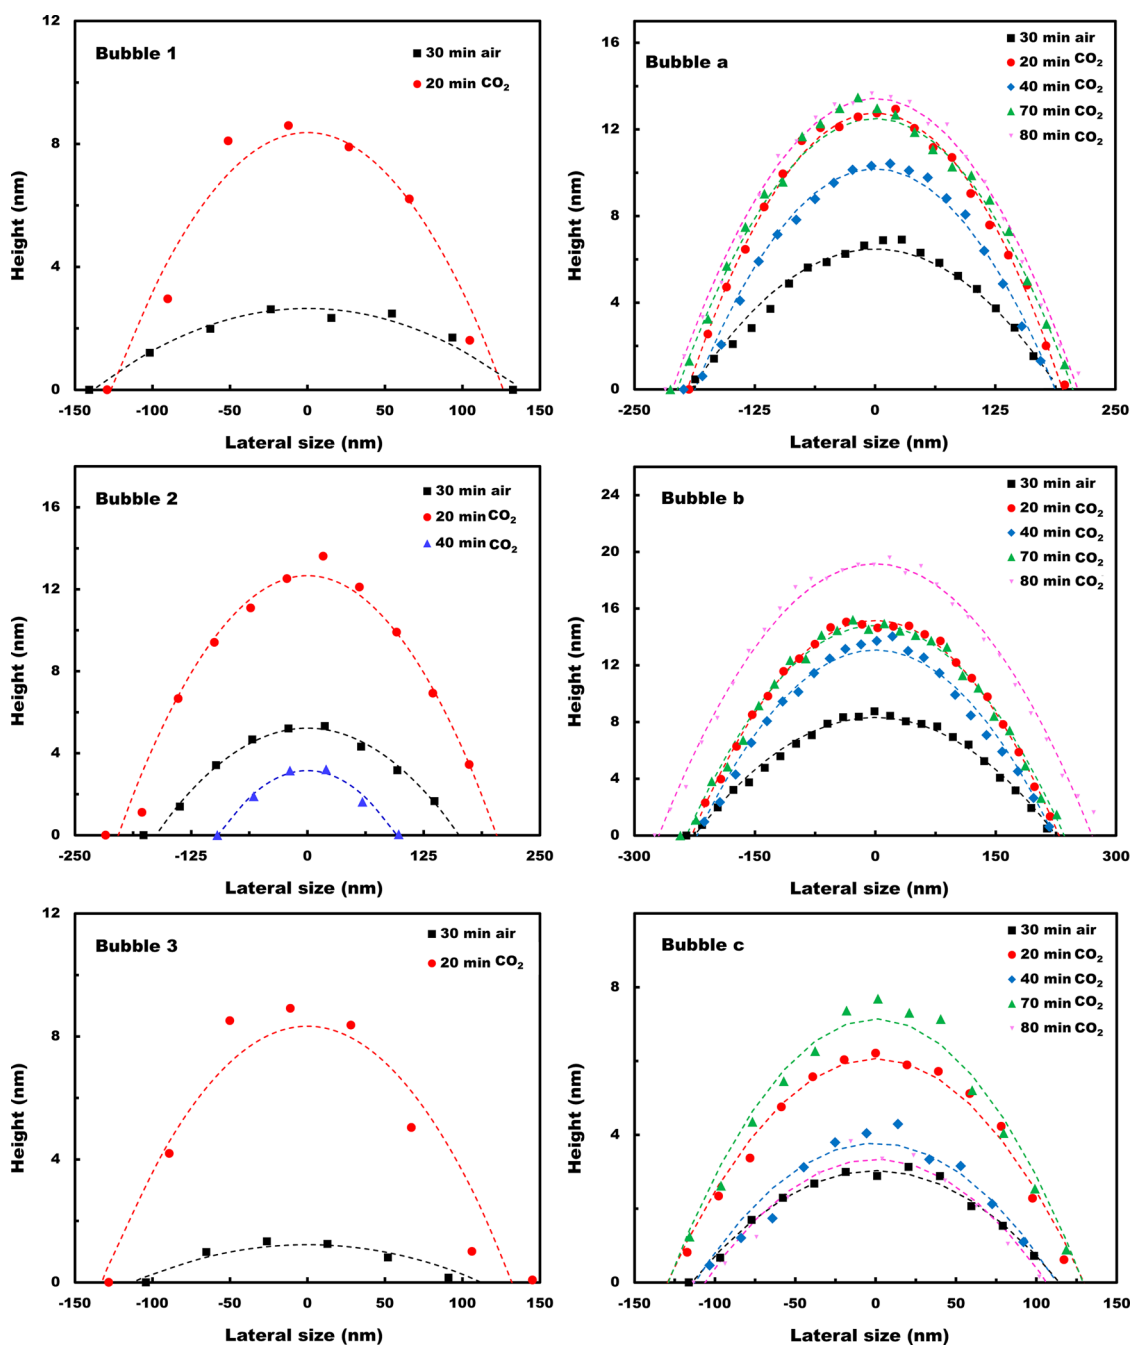 Bubble 1
30 min air
20 min CO₂
12
8
4
0
-150 -100 -50 0 50 100 150
Height (nm)
Lateral size (nm)
Bubble a
30 min air
20 min CO₂
40 min CO₂
70 min CO₂
80 min CO₂
16
12
8
4
0
-250 -125 0 125 250
Height (nm)
Lateral size (nm)
Bubble 2
30 min air
20 min CO₂
40 min CO₂
16
12
8
4
0
-250 -125 0 125 250
Height (nm)
Lateral size (nm)
Bubble b
30 min air
20 min CO₂
40 min CO₂
70 min CO₂
80 min CO₂
24
20
16
12
8
4
0
-300 -150 0 150 300
Height (nm)
Lateral size (nm)
Bubble 3
30 min air
20 min CO₂
12
8
4
0
-150 -100 -50 0 50 100 150
Height (nm)
Lateral size (nm)
Bubble c
30 min air
20 min CO₂
40 min CO₂
70 min CO₂
80 min CO₂
8
4
0
-150 -100 -50 0 50 100 150
Height (nm)
Lateral size (nm)